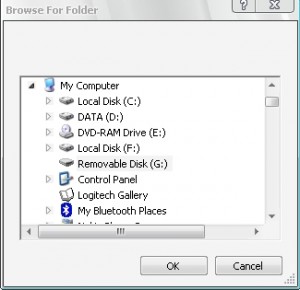 Browse For Folder
My Computer
Local Disk (C:)
DATA (D:)
DVD-RAM Drive (E:)
Local Disk (F:)
Removable Disk (G:)
Control Panel
Logitech Gallery
My Bluetooth Places
OK
Cancel